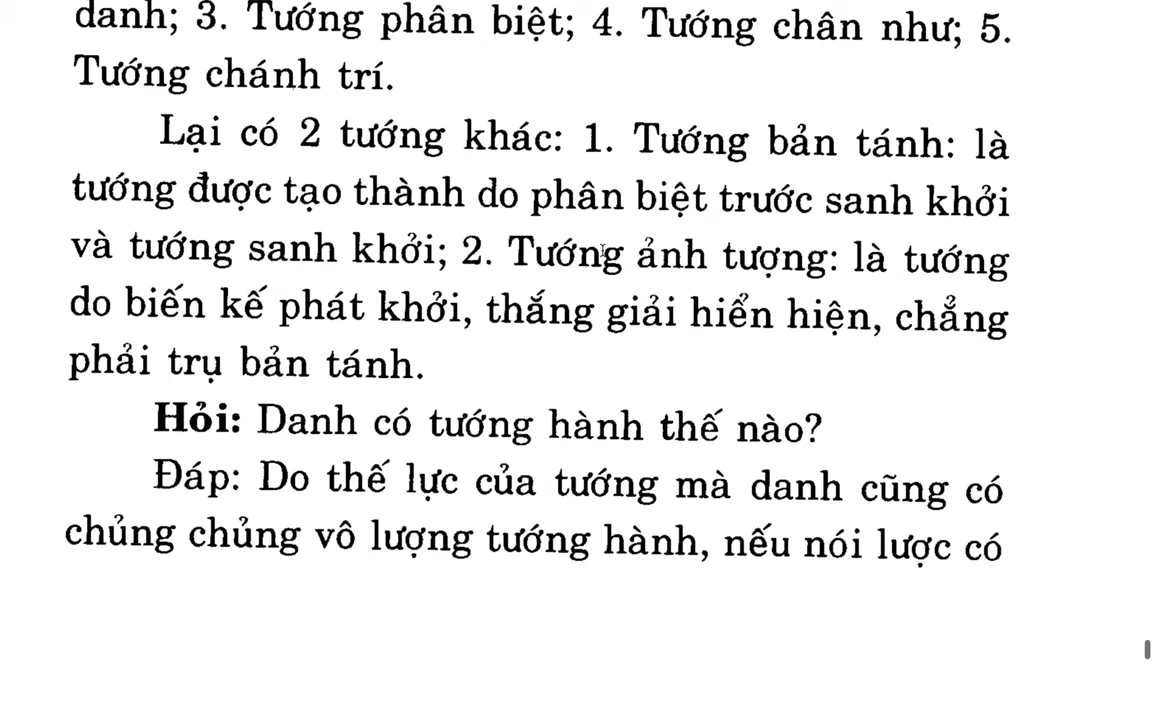 danh; 3. Tướng phân biệt; 4. Tướng chân như; 5.
Tướng chánh trí.
Lại có 2 tướng khác: 1. Tướng bản tánh: là
tướng được tạo thành do phân biệt trước sanh khởi
và tướng sanh khởi; 2. Tướng ảnh tượng: là tướng
do biến kế phát khởi, thắng giải hiển hiện, chẳng
phải trụ bản tánh.
Hỏi: Danh có tướng hành thế nào?
Đáp: Do thế lực của tướng mà danh cũng có
chủng chủng vô lượng tướng hành, nếu nói lược có